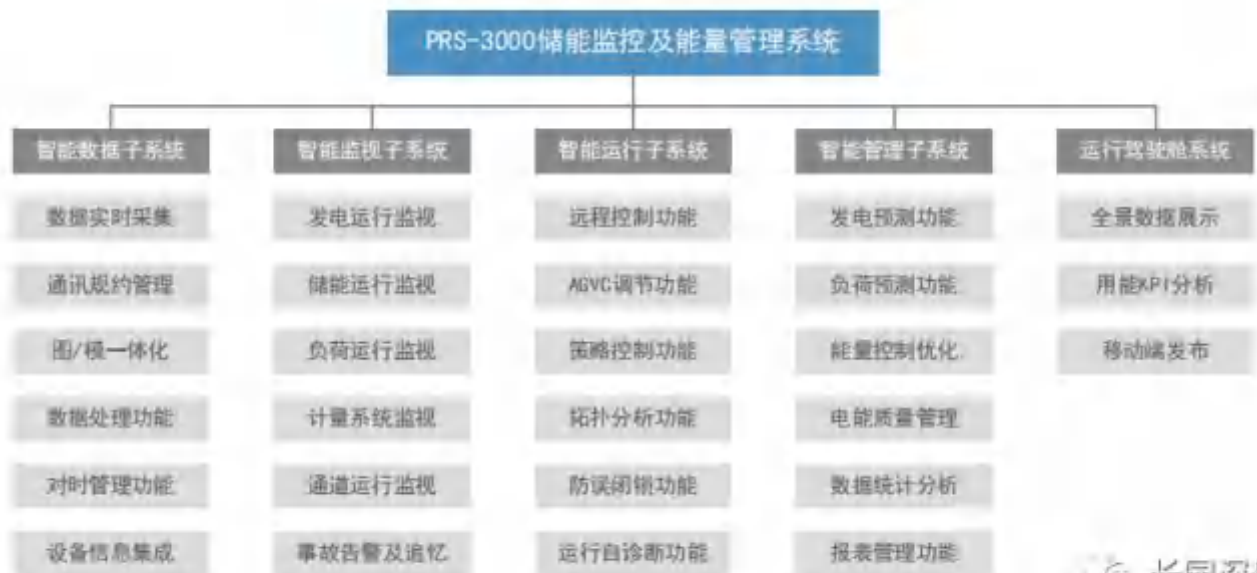 PRS-3000储能监控及能量管理系统
智能数据子系统 智能监视子系统 智能运行子系统 智能管理子系统 运行驾驶舱系统
数据实时采集 发电运行监视 远程控制功能 发电预测功能 全景数据展示
通讯规约管理 储能运行监视 AGVC调节功能 负荷预测功能 用能KPI分析
图/模一体化 负荷运行监视 策略控制功能 能量控制优化 移动端发布
数据处理功能 计量系统监视 拓扑分析功能 电能质量管理
对时管理功能 通道运行监视 防误闭锁功能 数据统计分析
设备信息集成 事故告警及追忆 运行自诊断功能 报表管理功能